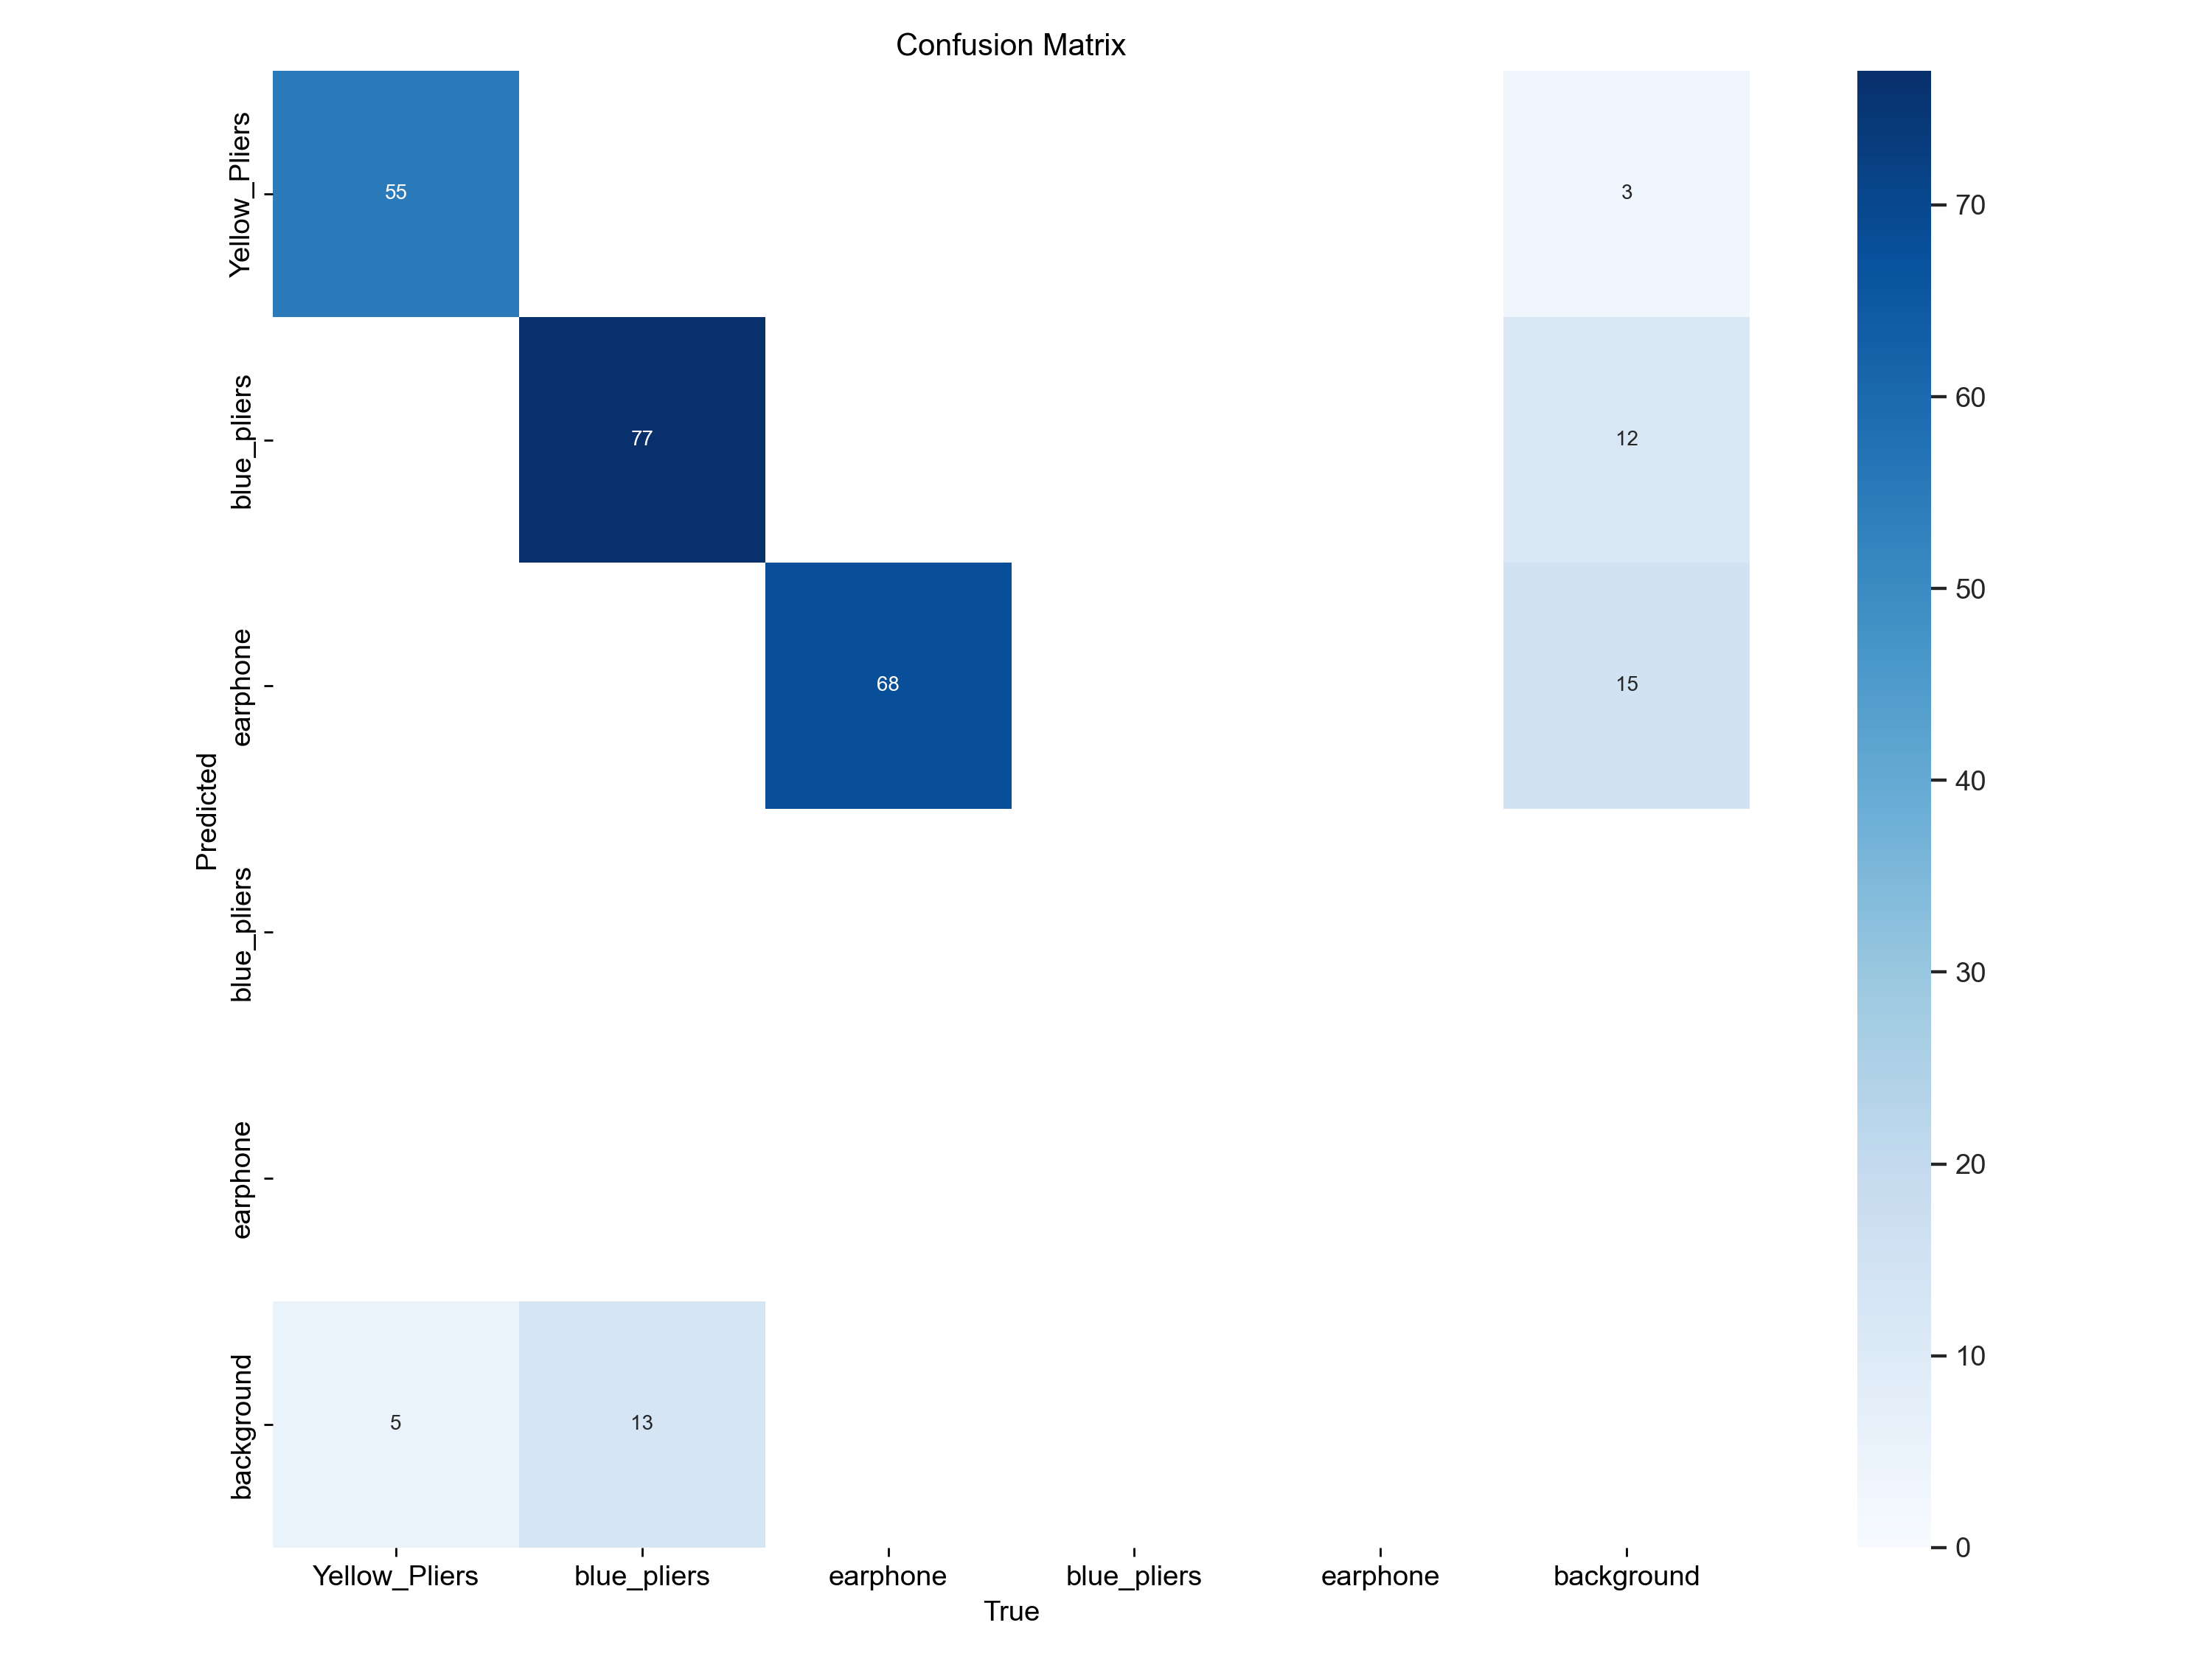 Confusion Matrix
Yellow_Pliers
55
3
70
60
blue_pliers
77
12
50
earphone
68
15
40
Predicted
blue_pliers
30
earphone
20
10
background
5
13
0
Yellow_Pliers blue_pliers earphone blue_pliers earphone background
True